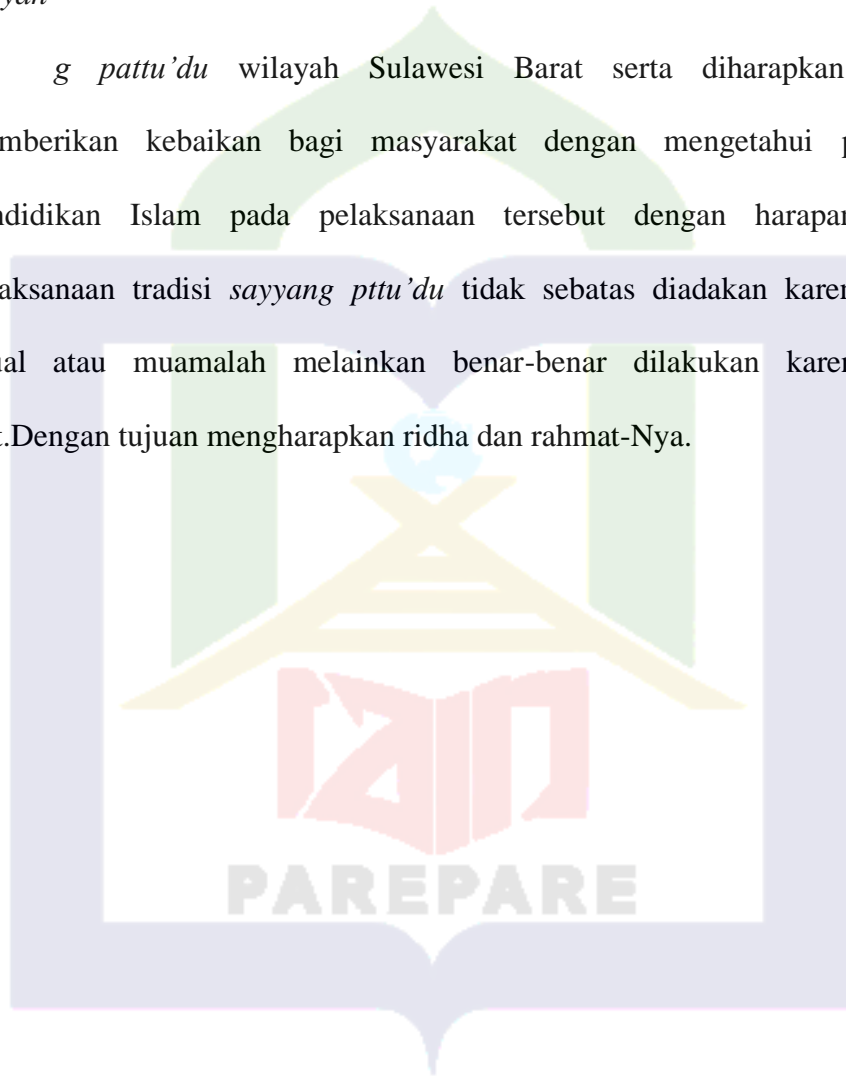 yyan
g pattu’du wilayah Sulawesi Barat serta diharapkan
mberikan kebaikan bagi masyarakat dengan mengetahui p
ndidikan Islam pada pelaksanaan tersebut dengan harapan
aksanaan tradisi sayyang pttu’du tidak sebatas diadakan karen
ual atau muamalah melainkan benar-benar dilakukan karen
t.Dengan tujuan mengharapkan ridha dan rahmat-Nya.
iain
PAREPARE